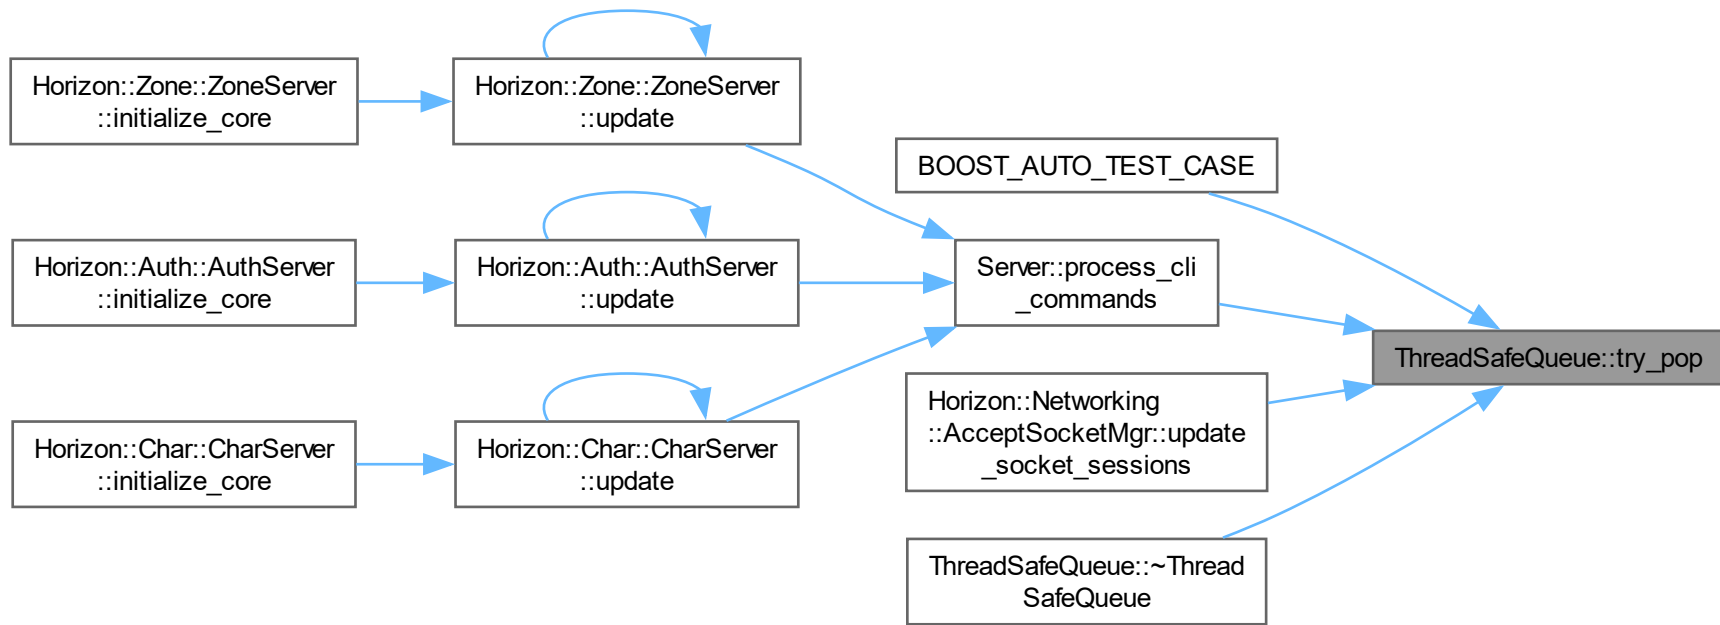 Horizon::Zone::ZoneServer
::initialize_core
Horizon::Zone::ZoneServer
::update
BOOST_AUTO_TEST_CASE
Horizon::Auth::AuthServer
::initialize_core
Horizon::Auth::AuthServer
::update
Server::process_cli
_commands
ThreadSafeQueue::try_pop
Horizon::Networking
::AcceptSocketMgr::update
_socket_sessions
Horizon::Char::CharServer
::initialize_core
Horizon::Char::CharServer
::update
ThreadSafeQueue::~Thread
SafeQueue